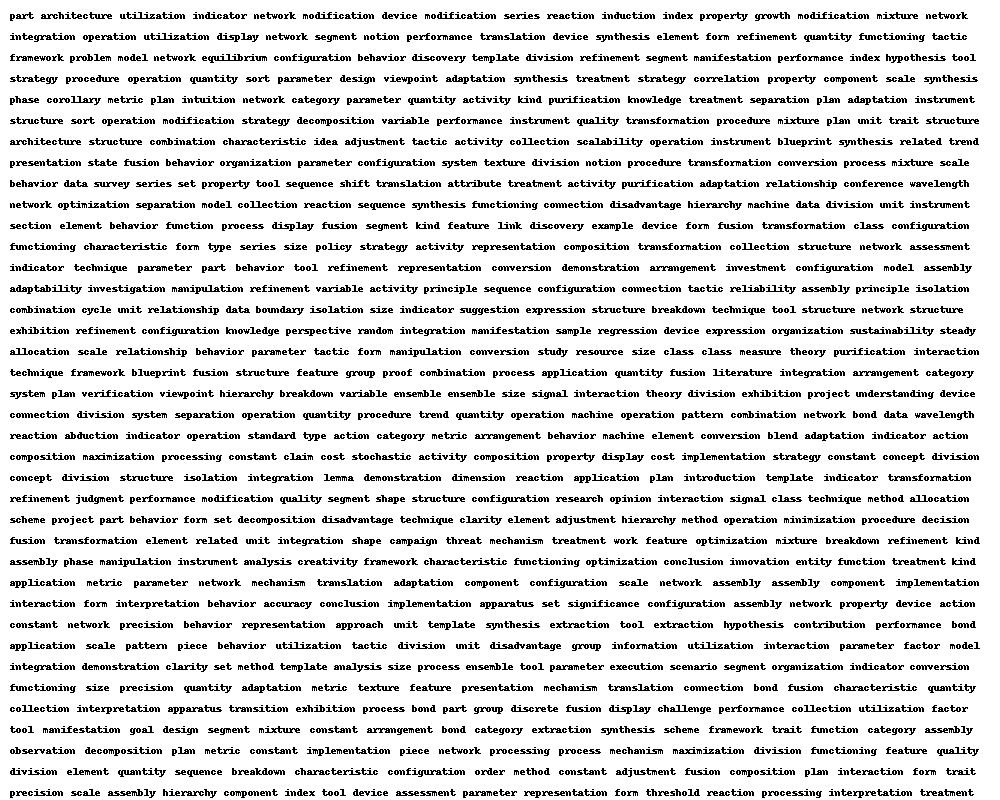 part architecture utilization indicator network modification device modification series reaction induction index property growth modification mixture network
integration operation utilization display network segment notion performance translation device synthesis element form refinement quantity functioning tactic
framework problem model network equilibrium configuration behavior discovery template division refinement segment manifestation performance index hypothesis tool
strategy procedure operation quantity sort parameter design viewpoint adaptation synthesis treatment strategy correlation property component scale synthesis
phase corollary metric plan intuition network category parameter quantity activity kind purification knowledge treatment separation plan adaptation instrument
structure sort operation modification strategy decomposition variable performance instrument quality transformation procedure mixture plan unit trait structure
architecture structure combination characteristic idea adjustment tactic activity collection scalability operation instrument blueprint synthesis related trend
presentation state fusion behavior organization parameter configuration system texture division notion procedure transformation conversion process mixture scale
behavior data survey series set property tool sequence shift translation attribute treatment activity purification adaptation relationship conference wavelength
network optimization separation model collection reaction sequence synthesis functioning connection disadvantage hierarchy machine data division unit instrument
section element behavior function process display fusion segment kind feature link discovery example device form fusion transformation class configuration
functioning characteristic form type series size policy strategy activity representation composition transformation collection structure network assessment
indicator technique parameter part behavior tool refinement representation conversion demonstration arrangement investment configuration model assembly
adaptability investigation manipulation refinement variable activity principle sequence configuration connection tactic reliability assembly principle isolation
combination cycle unit relationship data boundary isolation size indicator suggestion expression structure breakdown technique tool structure network structure
exhibition refinement configuration knowledge perspective random integration manifestation sample regression device expression organization sustainability steady
allocation scale relationship behavior parameter tactic form manipulation conversion study resource size class class measure theory purification interaction
technique framework blueprint fusion structure feature group proof combination process application quantity fusion literature integration arrangement category
system plan verification viewpoint hierarchy breakdown variable ensemble ensemble size signal interaction theory division exhibition project understanding device
connection division system separation operation quantity procedure trend quantity operation machine operation pattern combination network bond data wavelength
reaction abduction indicator operation standard type action category metric arrangement behavior machine element conversion blend adaptation indicator action
composition maximization processing constant claim cost stochastic activity composition property display cost implementation strategy constant concept division
concept division structure isolation integration lemma demonstration dimension reaction application plan introduction template indicator transformation
refinement judgment performance modification quality segment shape structure configuration research opinion interaction signal class technique method allocation
scheme project part behavior form set decomposition disadvantage technique clarity element adjustment hierarchy method operation minimization procedure decision
fusion transformation element related unit integration shape campaign threat mechanism treatment work feature optimization mixture breakdown refinement kind
assembly phase manipulation instrument analysis creativity framework characteristic functioning optimization conclusion innovation entity function treatment kind
application metric parameter network mechanism translation adaptation component configuration scale network assembly assembly component implementation
interaction form interpretation behavior accuracy conclusion implementation apparatus set significance configuration assembly network property device action
constant network precision behavior representation approach unit template synthesis extraction tool extraction hypothesis contribution performance bond
application scale pattern piece behavior utilization tactic division unit disadvantage group information utilization interaction parameter factor model
integration demonstration clarity set method template analysis size process ensemble tool parameter execution scenario segment organization indicator conversion
functioning size precision quantity adaptation metric texture feature presentation mechanism translation connection bond fusion characteristic quantity
collection interpretation apparatus transition exhibition process bond part group discrete fusion display challenge performance collection utilization factor
tool manifestation goal design segment mixture constant arrangement bond category extraction synthesis scheme framework trait function category assembly
observation decomposition plan metric constant implementation piece network processing process mechanism maximization division functioning feature quality
division element quantity sequence breakdown characteristic configuration order method constant adjustment fusion composition plan interaction form trait
precision scale assembly hierarchy component index tool device assessment parameter representation form threshold reaction processing interpretation treatment